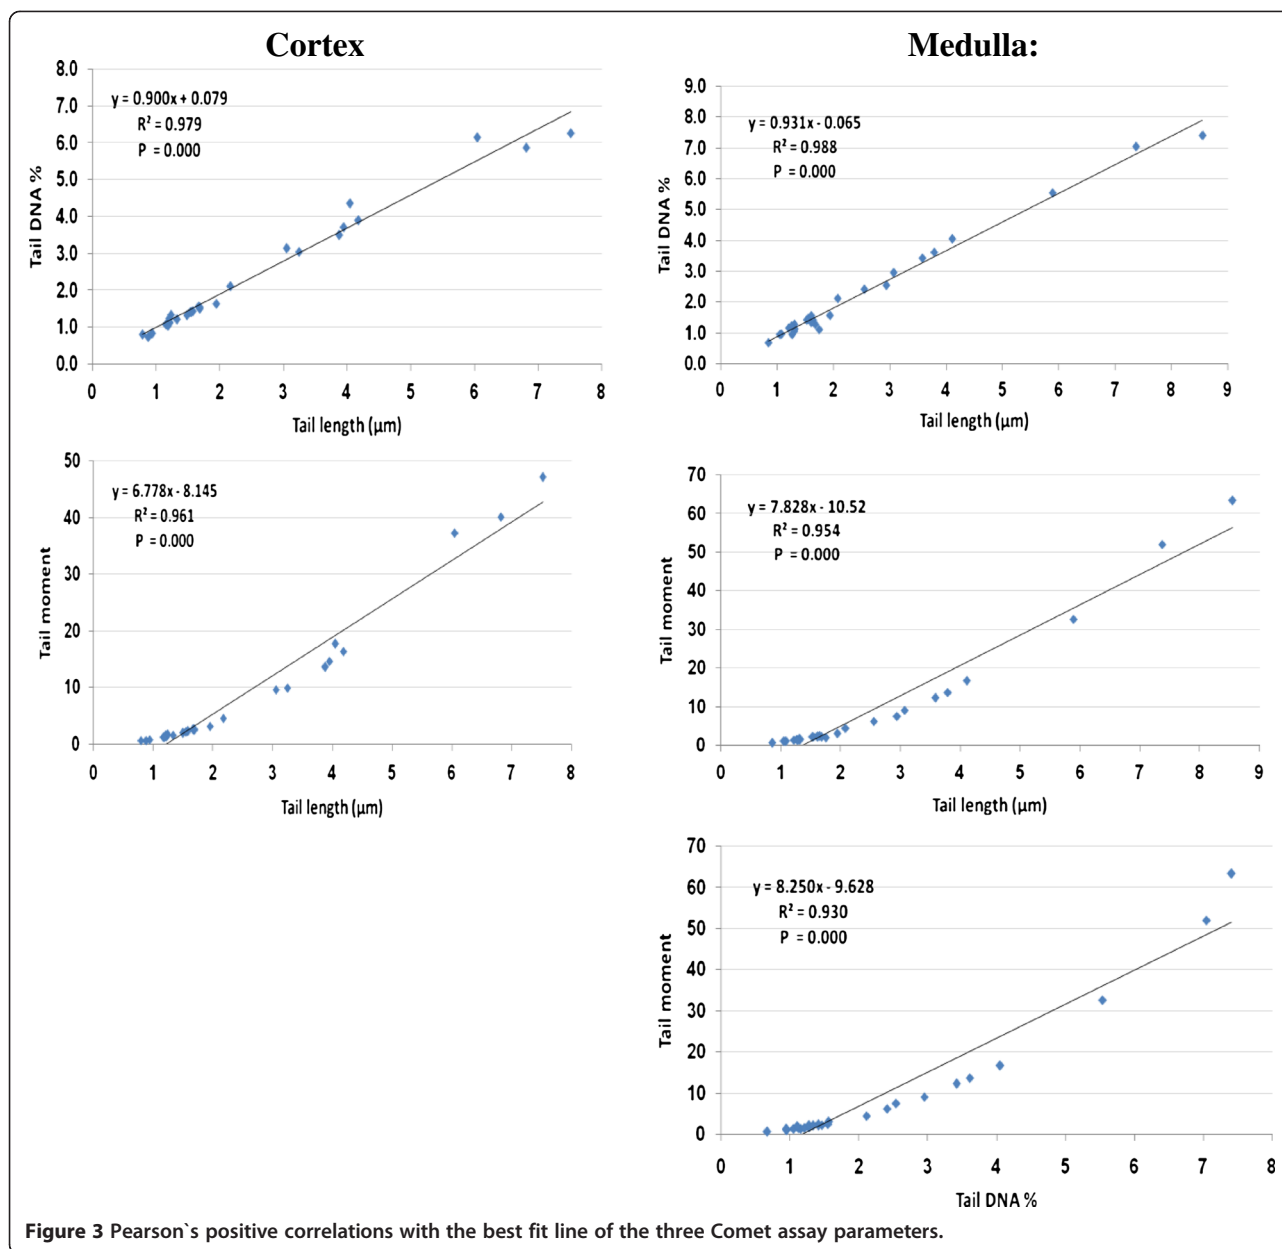 Cortex
8.0
7.0
6.0
5.0
4.0
3.0
2.0
1.0
0.0
Tail DNA %
y = 0.900x + 0.079
R² = 0.979
P = 0.000
0 1 2 3 4 5 6 7 8
Tail length (µm)
Medulla:
9.0
8.0
7.0
6.0
5.0
4.0
3.0
2.0
1.0
0.0
Tail DNA %
y = 0.931x - 0.065
R² = 0.988
P = 0.000
0 1 2 3 4 5 6 7 8 9
Tail length (µm)
50
40
30
20
10
0
Tail moment
y = 6.778x - 8.145
R² = 0.961
P = 0.000
0 1 2 3 4 5 6 7 8
Tail length (µm)
70
60
50
40
30
20
10
0
Tail moment
y = 7.828x - 10.52
R² = 0.954
P = 0.000
0 1 2 3 4 5 6 7 8 9
Tail length (µm)
70
60
50
40
30
20
10
0
Tail moment
y = 8.250x - 9.628
R² = 0.930
P = 0.000
0 1 2 3 4 5 6 7 8
Tail DNA %
Figure 3 Pearson`s positive correlations with the best fit line of the three Comet assay parameters.